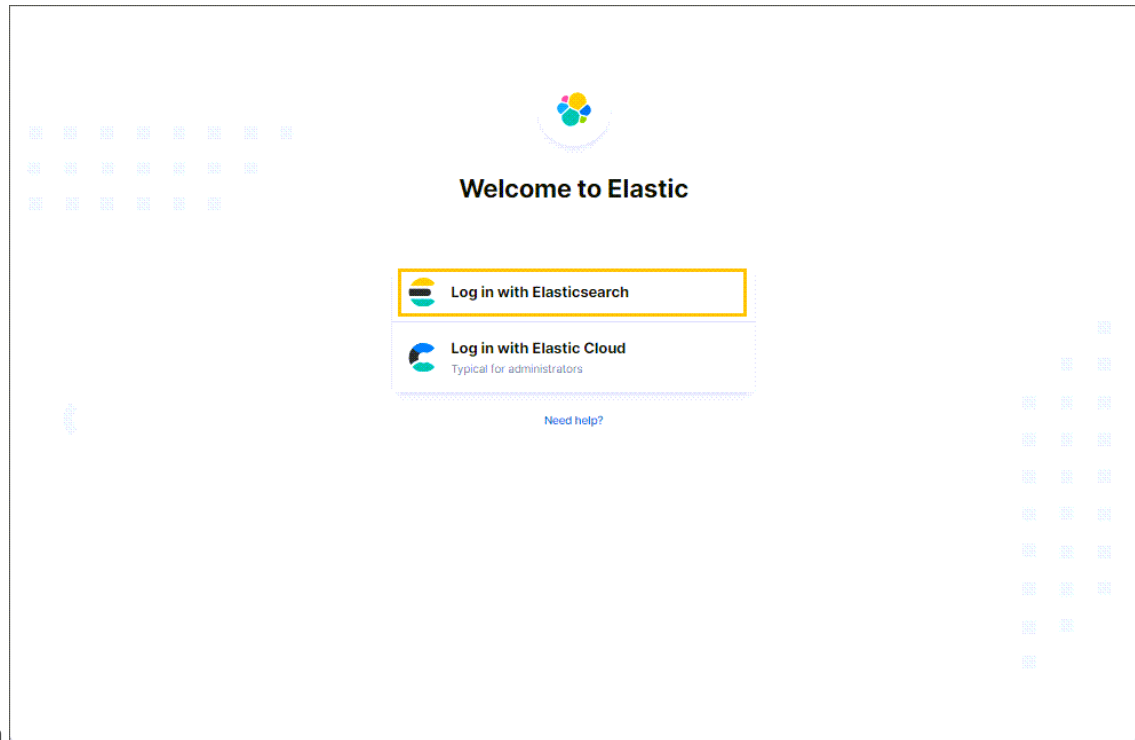 Welcome to Elastic
Log in with Elasticsearch
Log in with Elastic Cloud
Typical for administrators
Need help?